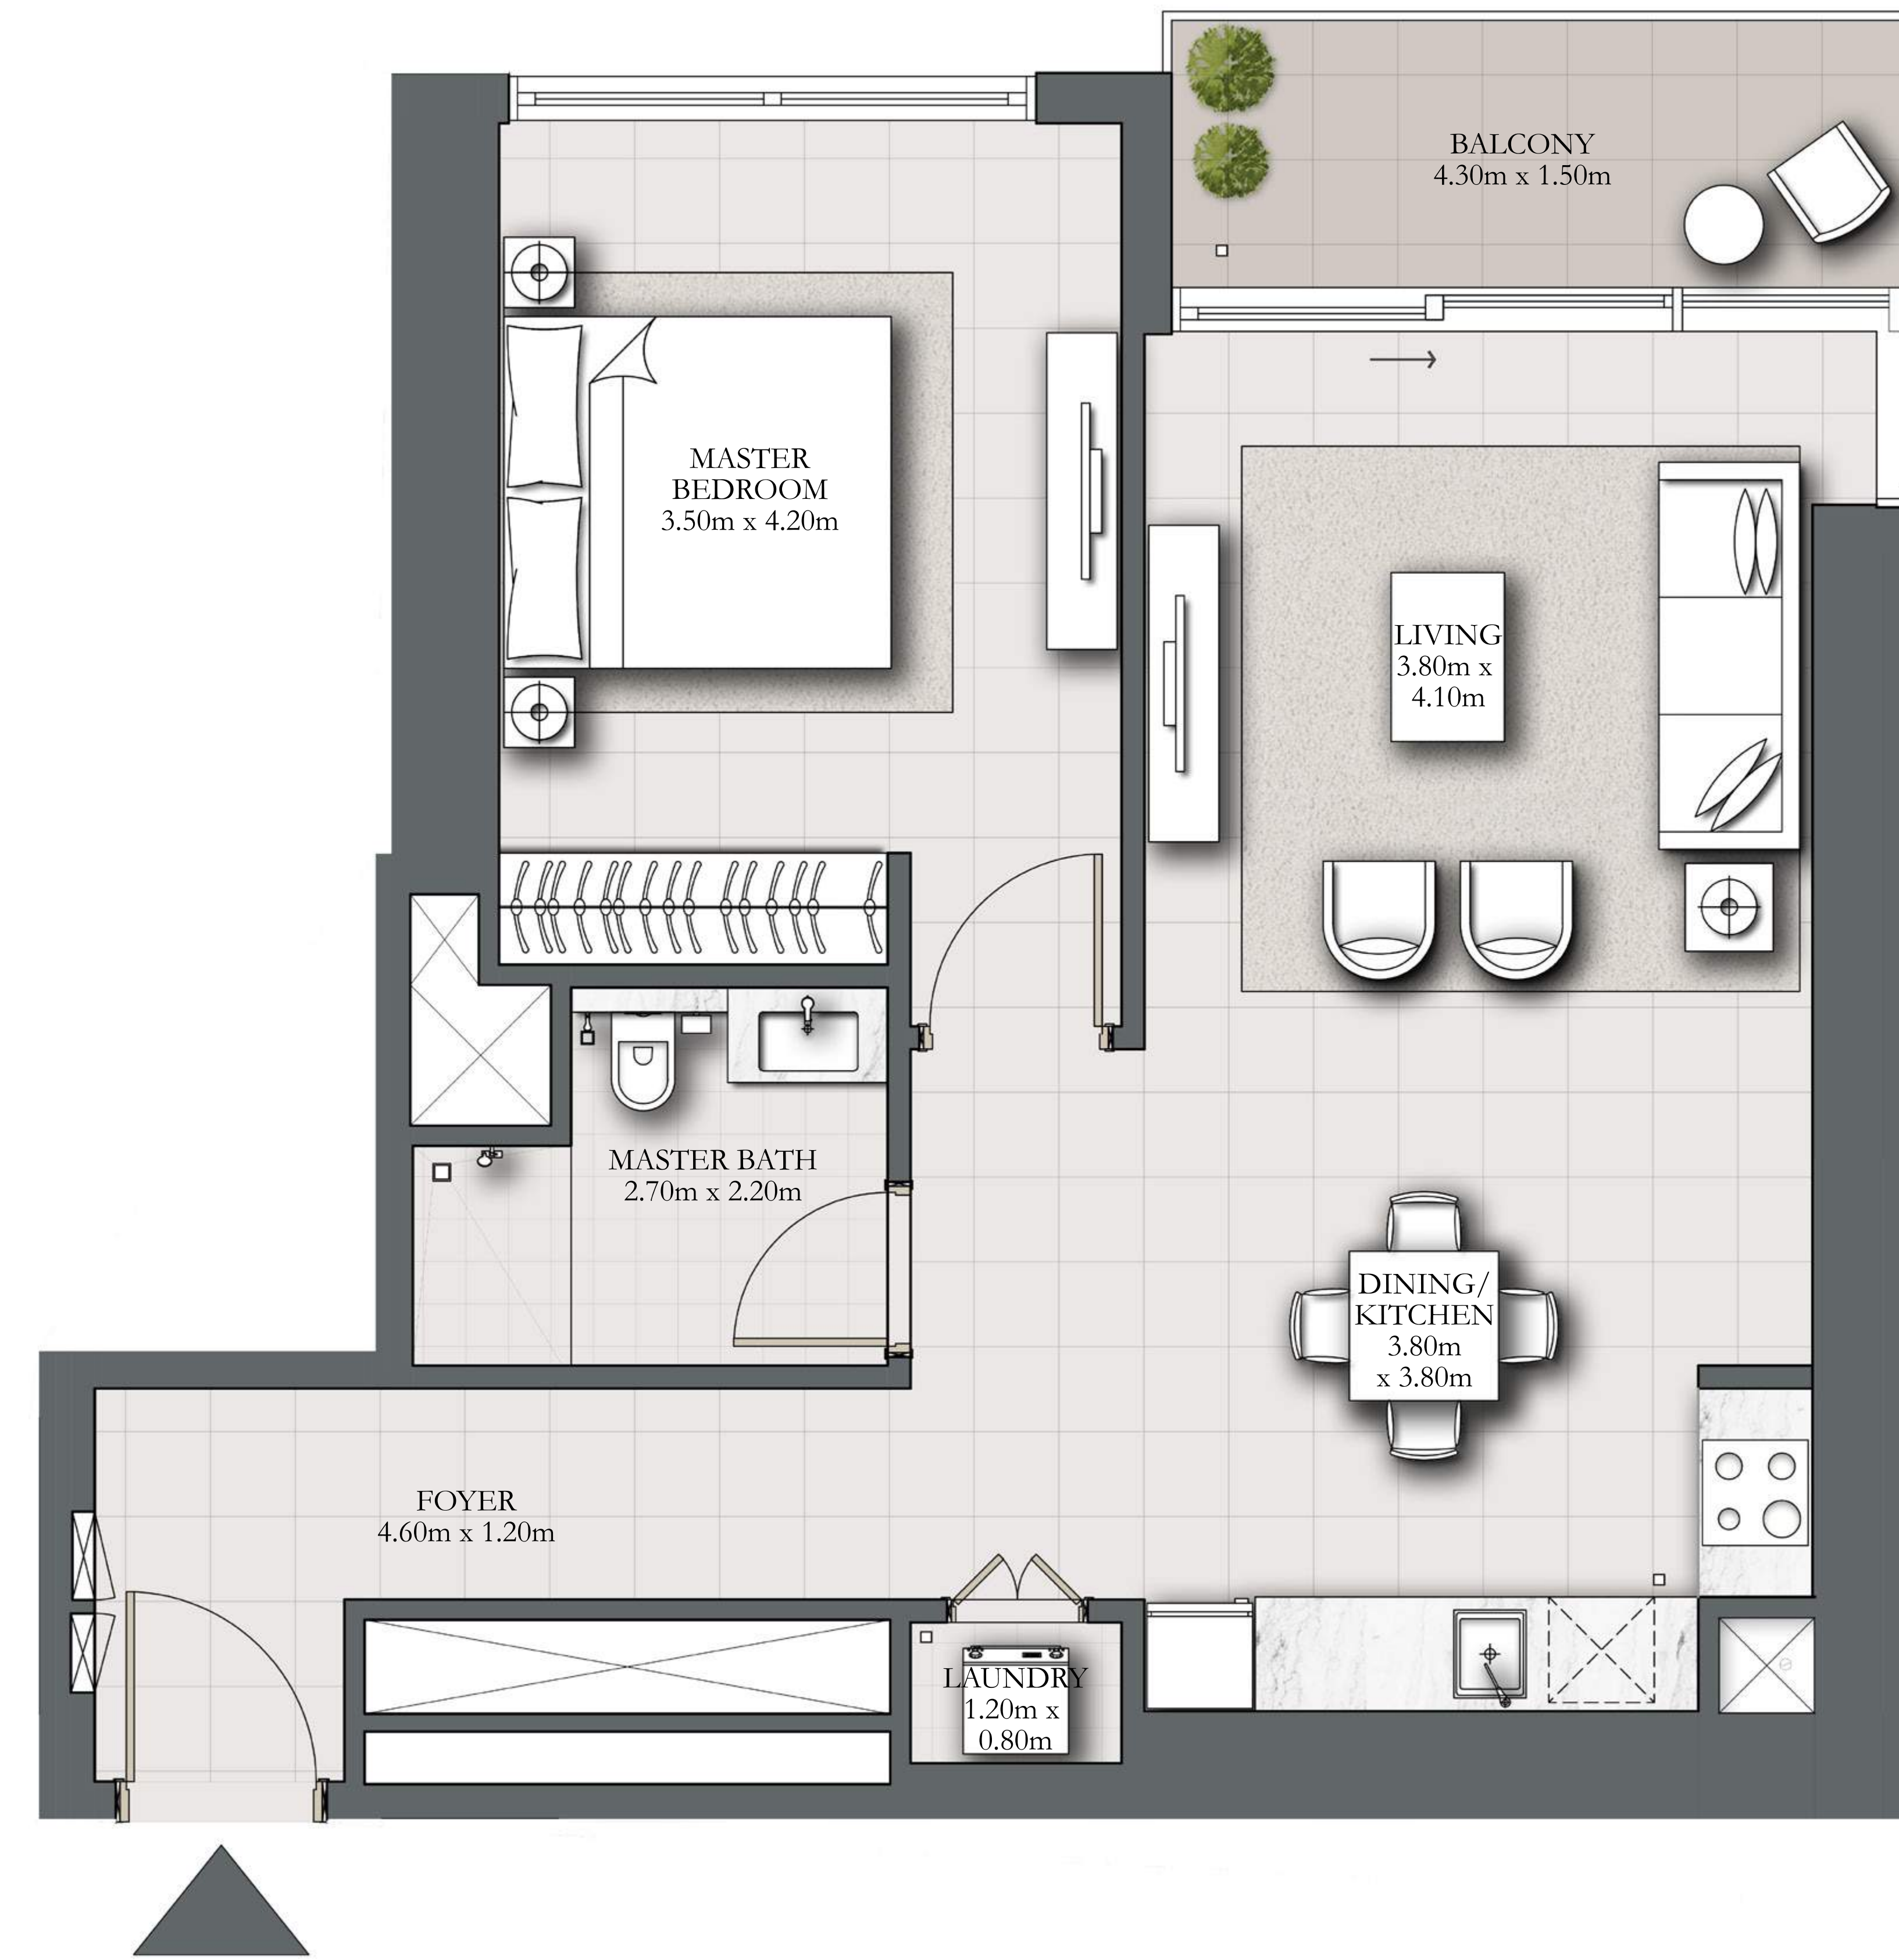 BALCONY
4.30m x 1.50m
MASTER
BEDROOM
3.50m x 4.20m
LIVING
3.80m x
4.10m
MASTER BATH
2.70m x 2.20m
DINING/
KITCHEN
3.80m
x 3.80m
FOYER
4.60m x 1.20m
LAUNDRY
1.20m x
0.80m